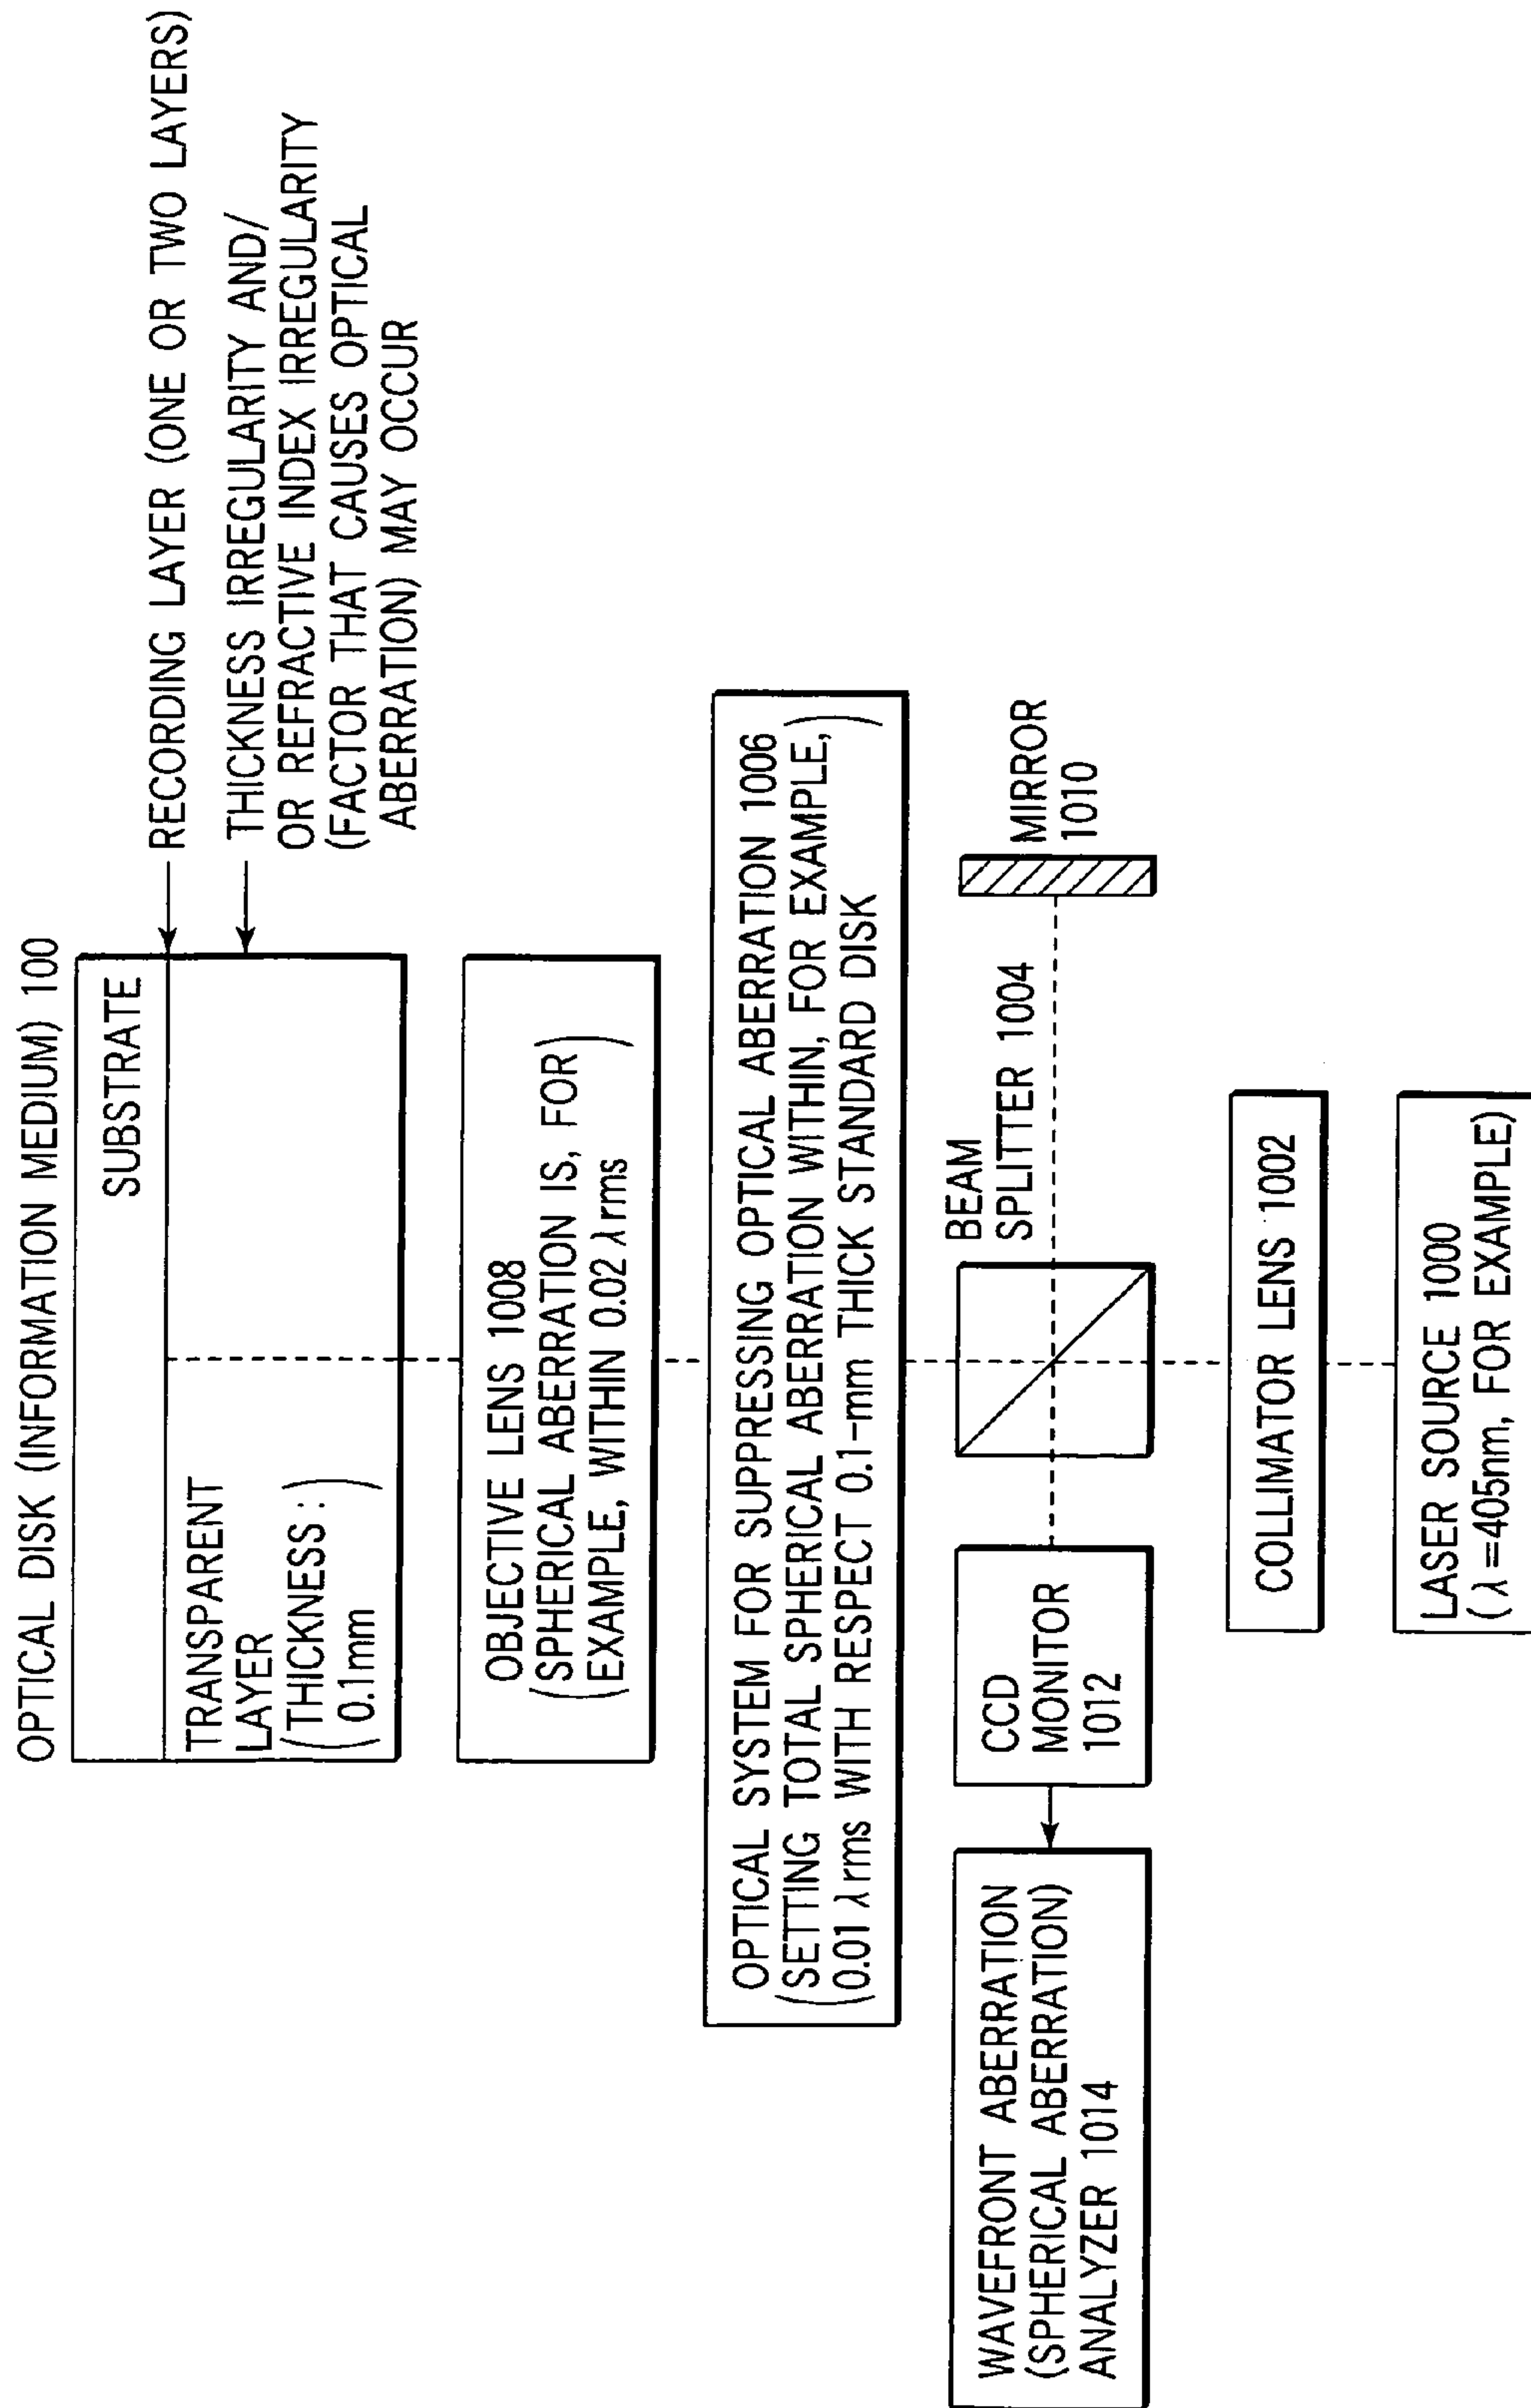 OPTICAL DISK (INFORMATION MEDIUM) 100
SUBSTRATE
RECORDING LAYER (ONE OR TWO LAYERS)
TRANSPARENT
LAYER
(THICKNESS :)
0.1mm
THICKNESS IRREGULARITY AND/
OR REFRACTIVE INDEX IRREGULARITY
(FACTOR THAT CAUSES OPTICAL
ABERRATION) MAY OCCUR
OBJECTIVE LENS 1008
(SPHERICAL ABERRATION IS, FOR
EXAMPLE, WITHIN 0.02 λ rms)
OPTICAL SYSTEM FOR SUPPRESSING OPTICAL ABERRATION 1006
(SETTING TOTAL SPHERICAL ABERRATION WITHIN, FOR EXAMPLE,
0.01 λ rms WITH RESPECT 0.1-mm THICK STANDARD DISK)
WAVEFRONT ABERRATION
(SPHERICAL ABERRATION)
ANALYZER 1014
CCD
MONITOR
1012
BEAM
SPLITTER 1004
MIRROR
1010
COLLIMATOR LENS 1002
LASER SOURCE 1000
(λ=405nm, FOR EXAMPLE)